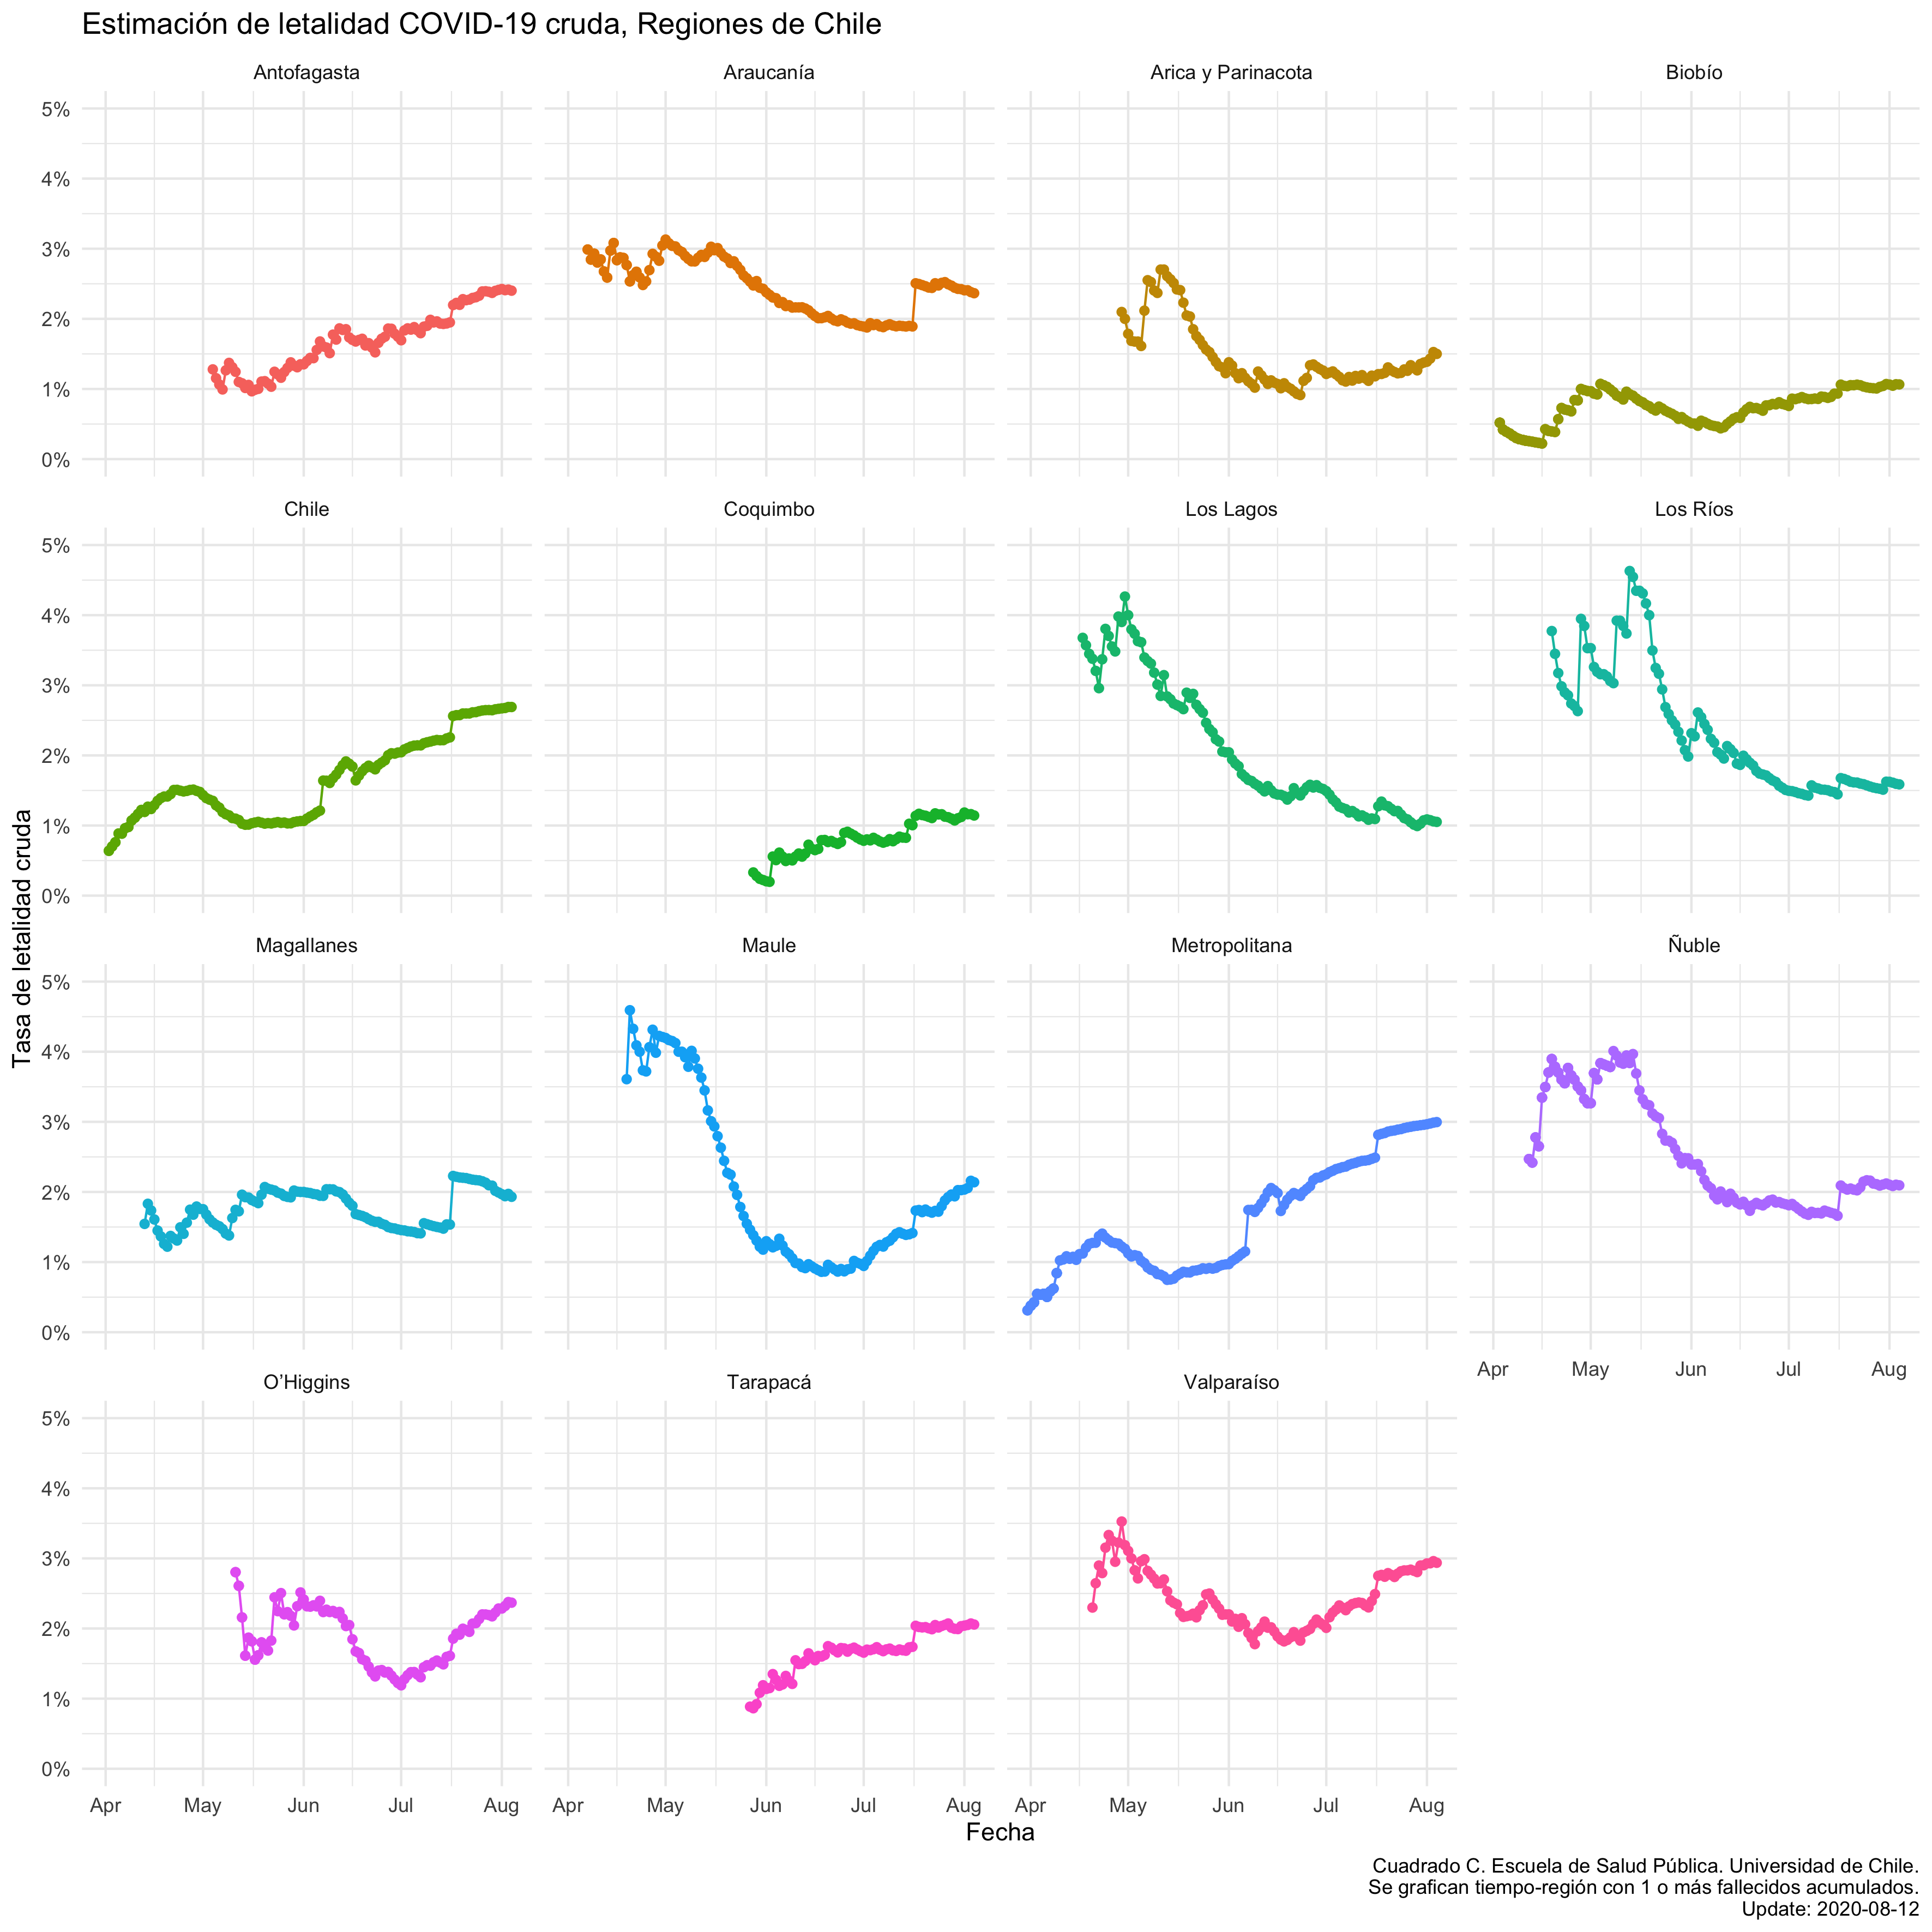 Estimación de letalidad COVID-19 cruda, Regiones de Chile
Antofagasta
Araucanía
Arica y Parinacota
Biobío
5%
4%
3%
2%
1%
0%
Chile
Coquimbo
Los Lagos
Los Ríos
5%
4%
3%
2%
1%
0%
Tasa de letalidad cruda
Magallanes
Maule
Metropolitana
Ñuble
5%
4%
3%
2%
1%
0%
Apr May Jun Jul Aug
O’Higgins
Tarapacá
Valparaíso
5%
4%
3%
2%
1%
0%
Apr May Jun Jul Aug
Apr May Jun Jul Aug
Apr May Jun Jul Aug
Fecha
Cuadrado C. Escuela de Salud Pública. Universidad de Chile.
Se grafican tiempo-región con 1 o más fallecidos acumulados.
Update: 2020-08-12